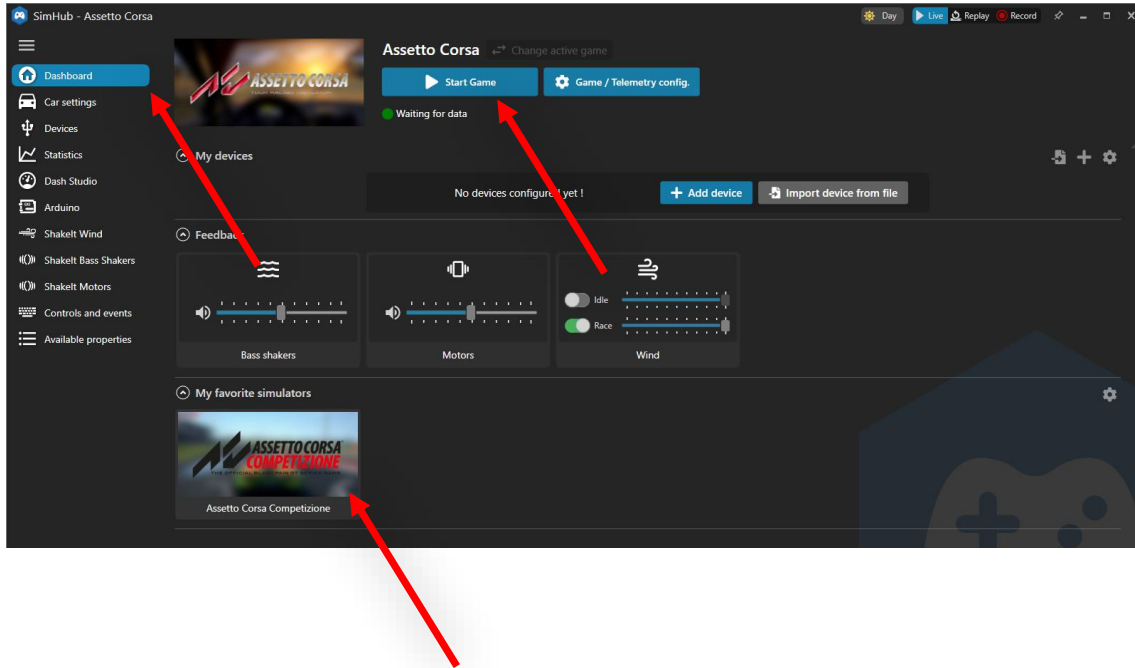 SimHub - Assetto Corsa
Day
Live
Replay
Record
Dashboard
Car settings
Devices
Statistics
Dash Studio
Arduino
ShakeIt Wind
ShakeIt Bass Shakers
ShakeIt Motors
Controls and events
Available properties
ASSETTO CORSA
Assetto Corsa
Change active game
Start Game
Game / Telemetry config.
Waiting for data
My devices
No devices configured yet !
Add device
Import device from file
Feedback
Idle
Race
Bass shakers
Motors
Wind
My favorite simulators
ASSETTO CORSA
COMPETIZIONE
Assetto Corsa Competizione